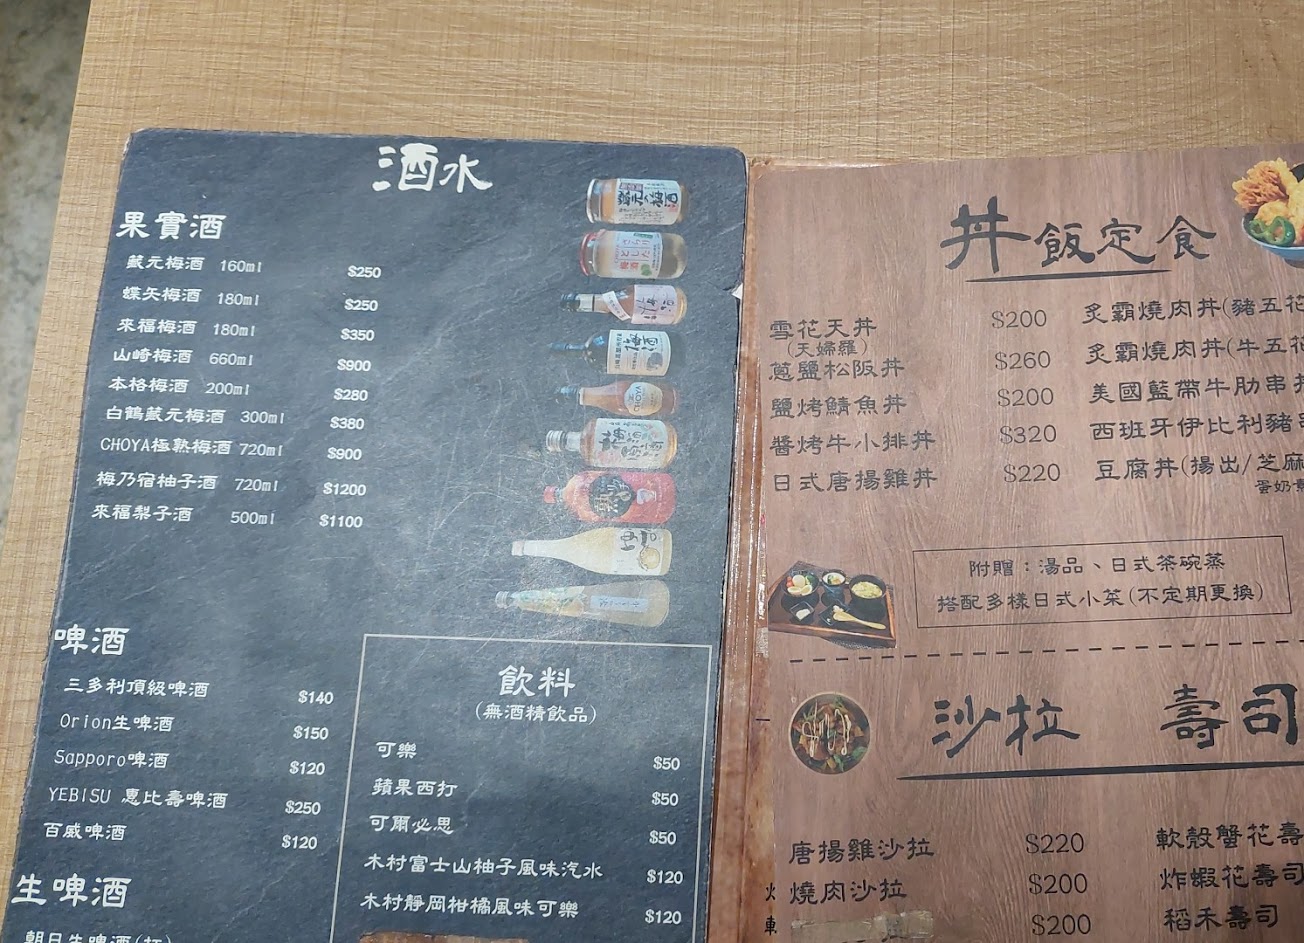 酒水
果實酒
藏元梅酒 160ml $250
蝶矢梅酒 180ml $250
來福梅酒 180ml $350
山崎梅酒 660ml $900
本格梅酒 200ml $280
白鶴藏元梅酒 300ml $380
CHOYA極熟梅酒 720ml $900
梅乃宿柚子酒 720ml $1200
來福梨子酒 500ml $1100
啤酒
三多利頂級啤酒 $140
Orion生啤酒 $150
Sapporo啤酒 $120
YEBISU 惠比壽啤酒 $250
百威啤酒 $120
生啤酒
朝日生啤酒(杯)
飲料
(無酒精飲品)
可樂 $50
蘋果西打 $50
可爾必思 $50
木村富士山柚子風味汽水 $120
木村靜岡柑橘風味可樂 $120
丼飯定食
雪花天丼 $200
(天婦羅)
蔥鹽松阪丼 $260
鹽烤鯖魚丼 $200
醬烤牛小排丼 $320
日式唐揚雞丼 $220
炙霸燒肉丼(豬五花
炙霸燒肉丼(牛五花
美國藍帶牛肋串丼
西班牙伊比利豬
豆腐丼(揚出/芝麻
蛋奶素
附贈：湯品、日式茶碗蒸
搭配多樣日式小菜(不定期更換)
沙拉
唐揚雞沙拉 $220
燒肉沙拉 $200
$200
壽司
軟殼蟹花壽
炸蝦花壽司
稻禾壽司